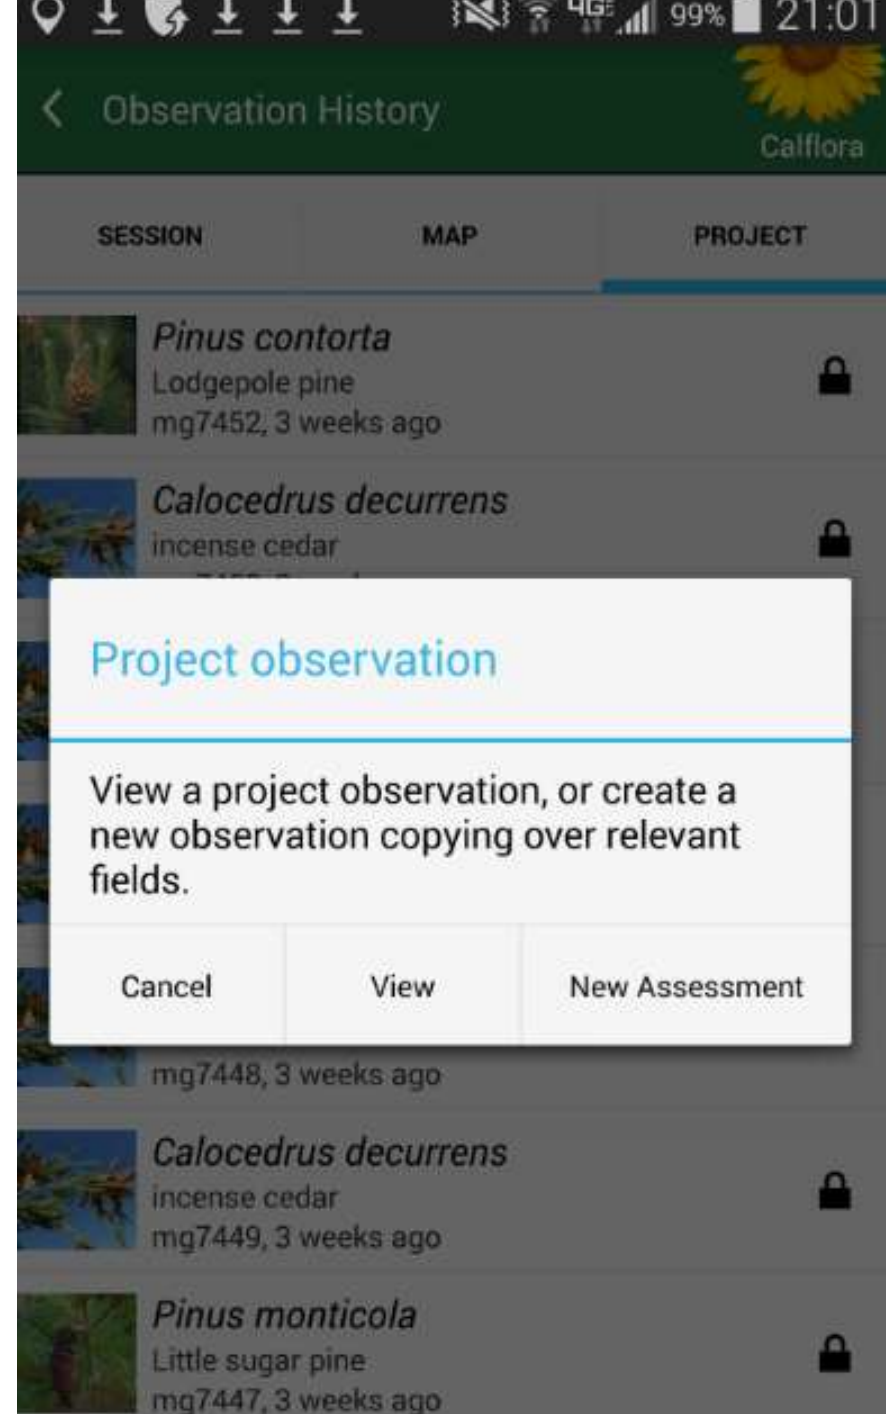 4G 99% 21:01
Observation History
Calflora
SESSION MAP PROJECT
Pinus contorta
Lodgepole pine
mg7452, 3 weeks ago
Calocedrus decurrens
incense cedar
Project observation
View a project observation, or create a
new observation copying over relevant
fields.
Cancel View New Assessment
mg7448, 3 weeks ago
Calocedrus decurrens
incense cedar
mg7449, 3 weeks ago
Pinus monticola
Little sugar pine
mg7447, 3 weeks ago